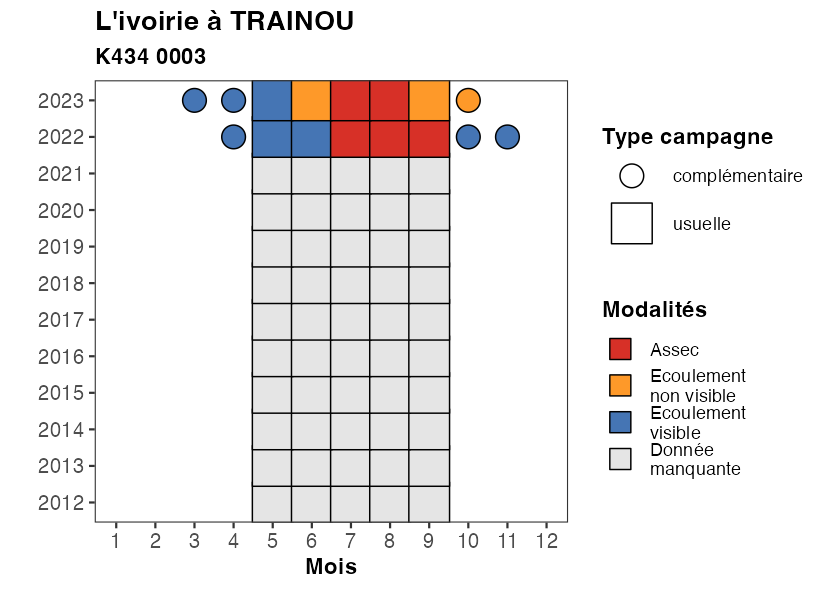 L'ivoirie à TRAINOU
K434 0003
2023
2022
2021
2020
2019
2018
2017
2016
2015
2014
2013
2012
1 2 3 4 5 6 7 8 9 10 11 12
Mois
Type campagne
complémentaire
usuelle
Modalités
Assec
Ecoulement
non visible
Ecoulement
visible
Donnée
manquante